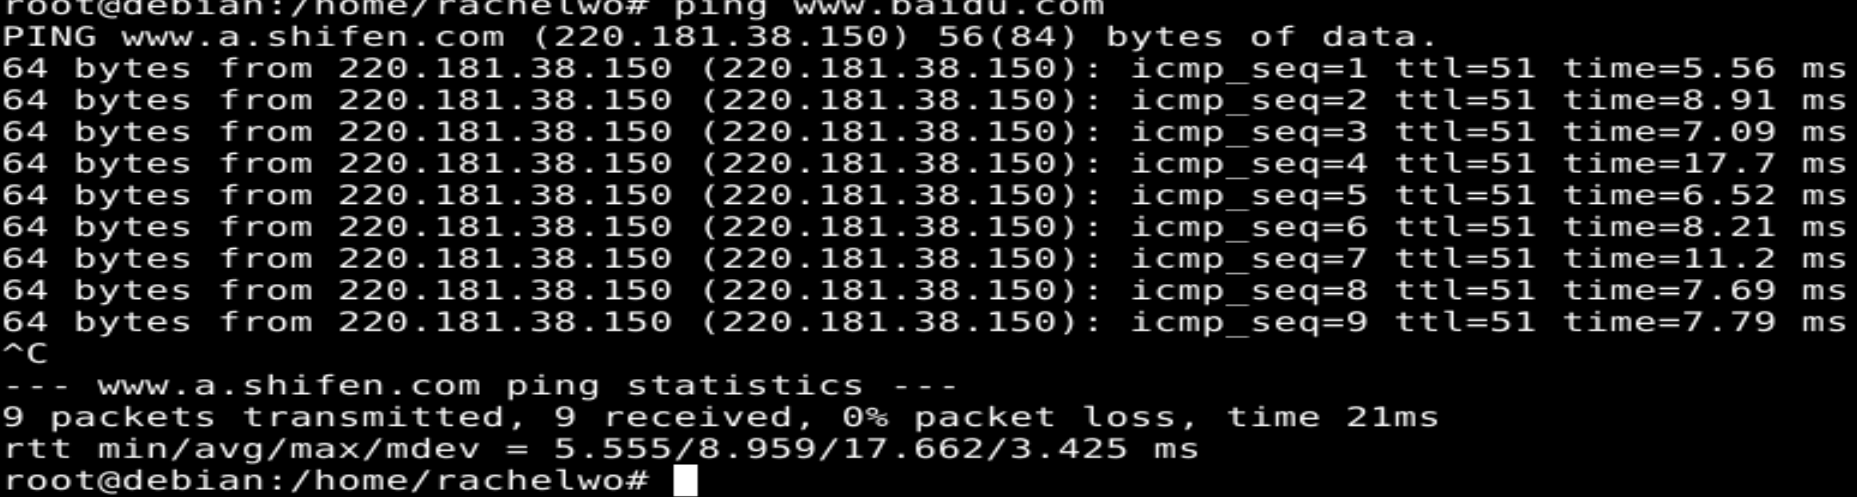 root@debian:/home/rachelwo# ping www.baidu.com
PING www.a.shifen.com (220.181.38.150) 56(84) bytes of data.
64 bytes from 220.181.38.150 (220.181.38.150): icmp_seq=1 ttl=51 time=5.56 ms
64 bytes from 220.181.38.150 (220.181.38.150): icmp_seq=2 ttl=51 time=8.91 ms
64 bytes from 220.181.38.150 (220.181.38.150): icmp_seq=3 ttl=51 time=7.09 ms
64 bytes from 220.181.38.150 (220.181.38.150): icmp_seq=4 ttl=51 time=17.7 ms
64 bytes from 220.181.38.150 (220.181.38.150): icmp_seq=5 ttl=51 time=6.52 ms
64 bytes from 220.181.38.150 (220.181.38.150): icmp_seq=6 ttl=51 time=8.21 ms
64 bytes from 220.181.38.150 (220.181.38.150): icmp_seq=7 ttl=51 time=11.2 ms
64 bytes from 220.181.38.150 (220.181.38.150): icmp_seq=8 ttl=51 time=7.69 ms
64 bytes from 220.181.38.150 (220.181.38.150): icmp_seq=9 ttl=51 time=7.79 ms
^C
--- www.a.shifen.com ping statistics ---
9 packets transmitted, 9 received, 0% packet loss, time 21ms
rtt min/avg/max/mdev = 5.555/8.959/17.662/3.425 ms
root@debian:/home/rachelwo#